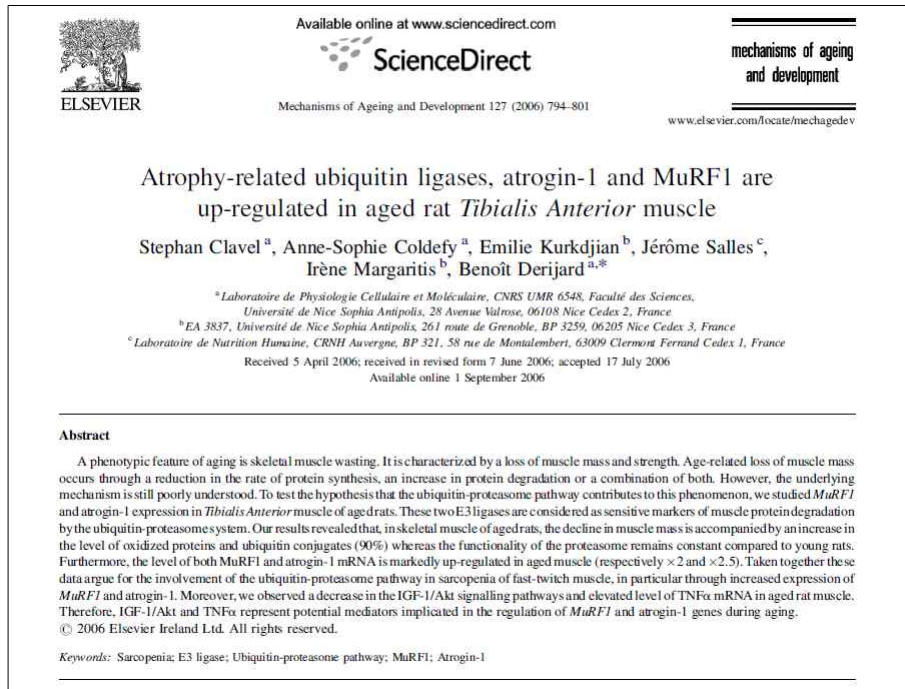 Available online at www.sciencedirect.com
ScienceDirect
ELSEVIER
Mechanisms of Ageing and Development 127 (2006) 794–801
mechanisms of ageing
and development
www.elsevier.com/locate/mechagedev
Atrophy-related ubiquitin ligases, atrogin-1 and MuRF1 are
up-regulated in aged rat Tibialis Anterior muscle
Stephan Clavel a, Anne-Sophie Coldefy a, Emilie Kurkdjian b, Jérôme Salles c,
Irène Margaritis b, Benoît Derijard a,*
a Laboratoire de Physiologie Cellulaire et Moléculaire, CNRS UMR 6548, Faculté des Sciences,
Université de Nice Sophia Antipolis, 28 Avenue Valrose, 06108 Nice Cedex 2, France
b EA 3837, Université de Nice Sophia Antipolis, 261 route de Grenoble, BP 3259, 06205 Nice Cedex 3, France
c Laboratoire de Nutrition Humaine, CRNH Auvergne, BP 321, 58 rue de Montalembert, 63009 Clermont Ferrand Cedex 1, France
Received 5 April 2006; received in revised form 7 June 2006; accepted 17 July 2006
Available online 1 September 2006
Abstract
A phenotypic feature of aging is skeletal muscle wasting. It is characterized by a loss of muscle mass and strength. Age-related loss of muscle mass
occurs through a reduction in the rate of protein synthesis, an increase in protein degradation or a combination of both. However, the underlying
mechanism is still poorly understood. To test the hypothesis that the ubiquitin-proteasome pathway contributes to this phenomenon, we studied MuRF1
and atrogin-1 expression in Tibialis Anterior muscle of aged rats. These two E3 ligases are considered as sensitive markers of muscle protein degradation
by the ubiquitin-proteasome system. Our results revealed that, in skeletal muscle of aged rats, the decline in muscle mass is accompanied by an increase in
the level of oxidized proteins and ubiquitin conjugates (90%) whereas the functionality of the proteasome remains constant compared to young rats.
Furthermore, the level of both MuRF1 and atrogin-1 mRNA is markedly up-regulated in aged muscle (respectively ×2 and ×2.5). Taken together these
data argue for the involvement of the ubiquitin-proteasome pathway in sarcopenia of fast-twitch muscle, in particular through increased expression of
MuRF1 and atrogin-1. Moreover, we observed a decrease in the IGF-1/Akt signalling pathways and elevated level of TNFα mRNA in aged rat muscle.
Therefore, IGF-1/Akt and TNFα represent potential mediators implicated in the regulation of MuRF1 and atrogin-1 genes during aging.
© 2006 Elsevier Ireland Ltd. All rights reserved.
Keywords: Sarcopenia; E3 ligase; Ubiquitin-proteasome pathway; MuRF1; Atrogin-1